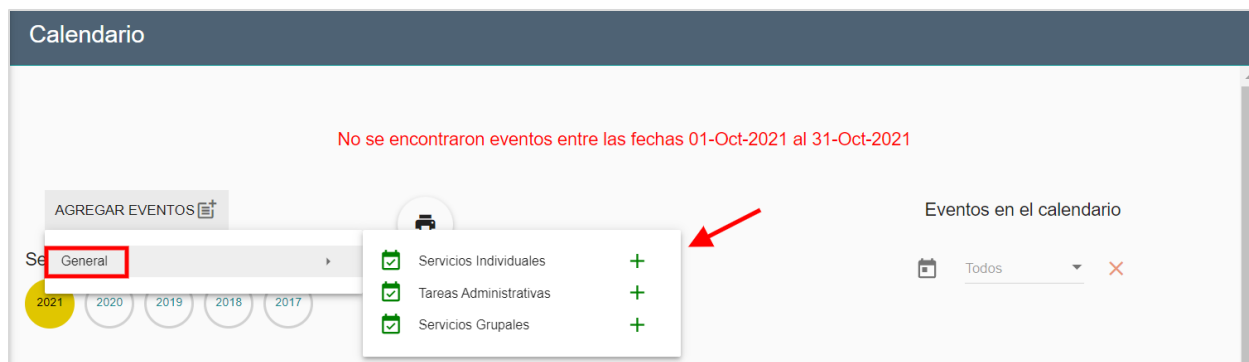 Calendario
No se encontraron eventos entre las fechas 01-Oct-2021 al 31-Oct-2021
AGREGAR EVENTOS
Eventos en el calendario
Se
General
Servicios Individuales
Todos
Tareas Administrativas
Servicios Grupales
2021 2020 2019 2018 2017